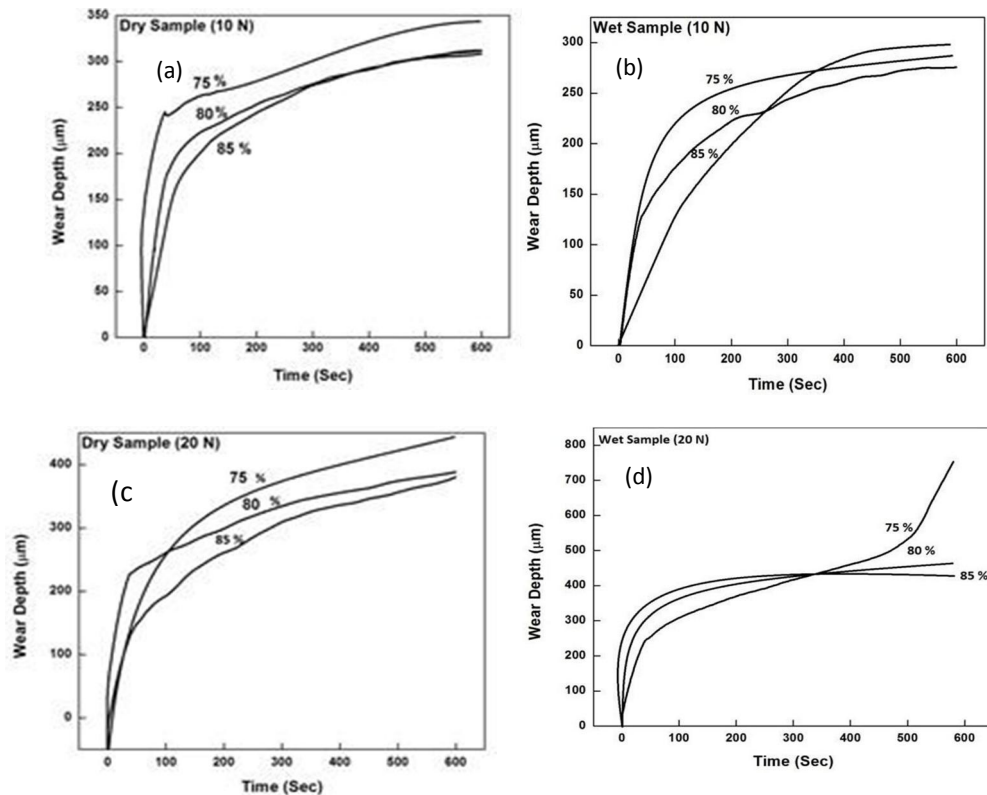 Dry Sample (10 N)
(a)
75 %
80 %
85 %
350
300
250
200
150
100
50
0
0 100 200 300 400 500 600
Wear Depth (μm)
Time (Sec)
Wet Sample (10 N)
(b)
75 %
80 %
85 %
300
250
200
150
100
50
0
0 100 200 300 400 500 600
Wear Depth (μm)
Time (Sec)
Dry Sample (20 N)
(c
75 %
80 %
85 %
400
300
200
100
0
0 100 200 300 400 500 600
Wear Depth (μm)
Time (Sec)
Wet Sample (20 N)
(d)
75 %
80 %
85 %
800
700
600
500
400
300
200
100
0
0 100 200 300 400 500 600
Wear Depth (μm)
Time (Sec)